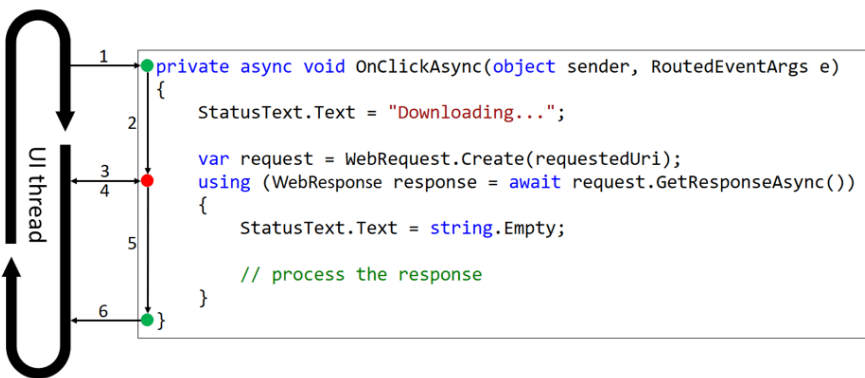 1
private async void OnClickAsync(object sender, RoutedEventArgs e)
{
2
StatusText.Text = "Downloading...";
var request = WebRequest.Create(requestedUri);
3
4
using (WebResponse response = await request.GetResponseAsync())
{
UI thread
5
StatusText.Text = string.Empty;
// process the response
}
6
}